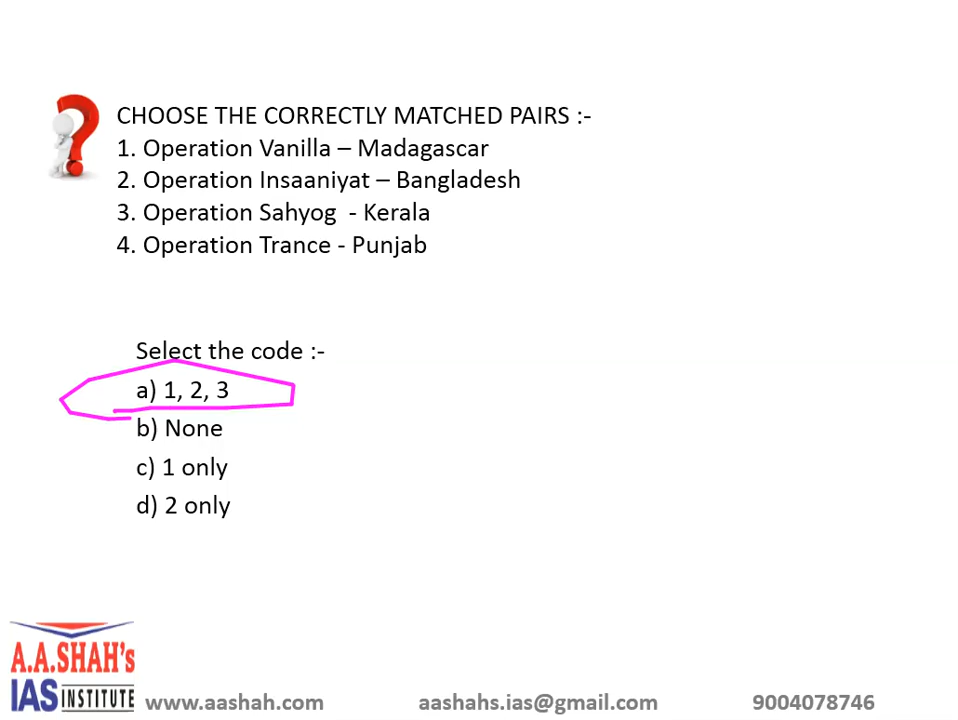 CHOOSE THE CORRECTLY MATCHED PAIRS :-
1. Operation Vanilla – Madagascar
2. Operation Insaaniyat – Bangladesh
3. Operation Sahyog - Kerala
4. Operation Trance - Punjab
Select the code :-
a) 1, 2, 3
b) None
c) 1 only
d) 2 only
A.A.SHAH's
IAS INSTITUTE
www.aashah.com aashahs.ias@gmail.com 9004078746